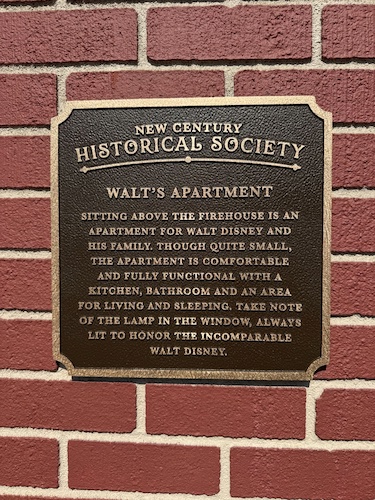 NEW CENTURY
HISTORICAL SOCIETY
WALT'S APARTMENT
SITTING ABOVE THE FIREHOUSE IS AN
APARTMENT FOR WALT DISNEY AND
HIS FAMILY. THOUGH QUITE SMALL,
THE APARTMENT IS COMFORTABLE
AND FULLY FUNCTIONAL WITH A
KITCHEN, BATHROOM AND AN AREA
FOR LIVING AND SLEEPING. TAKE NOTE
OF THE LAMP IN THE WINDOW, ALWAYS
LIT TO HONOR THE INCOMPARABLE
WALT DISNEY.